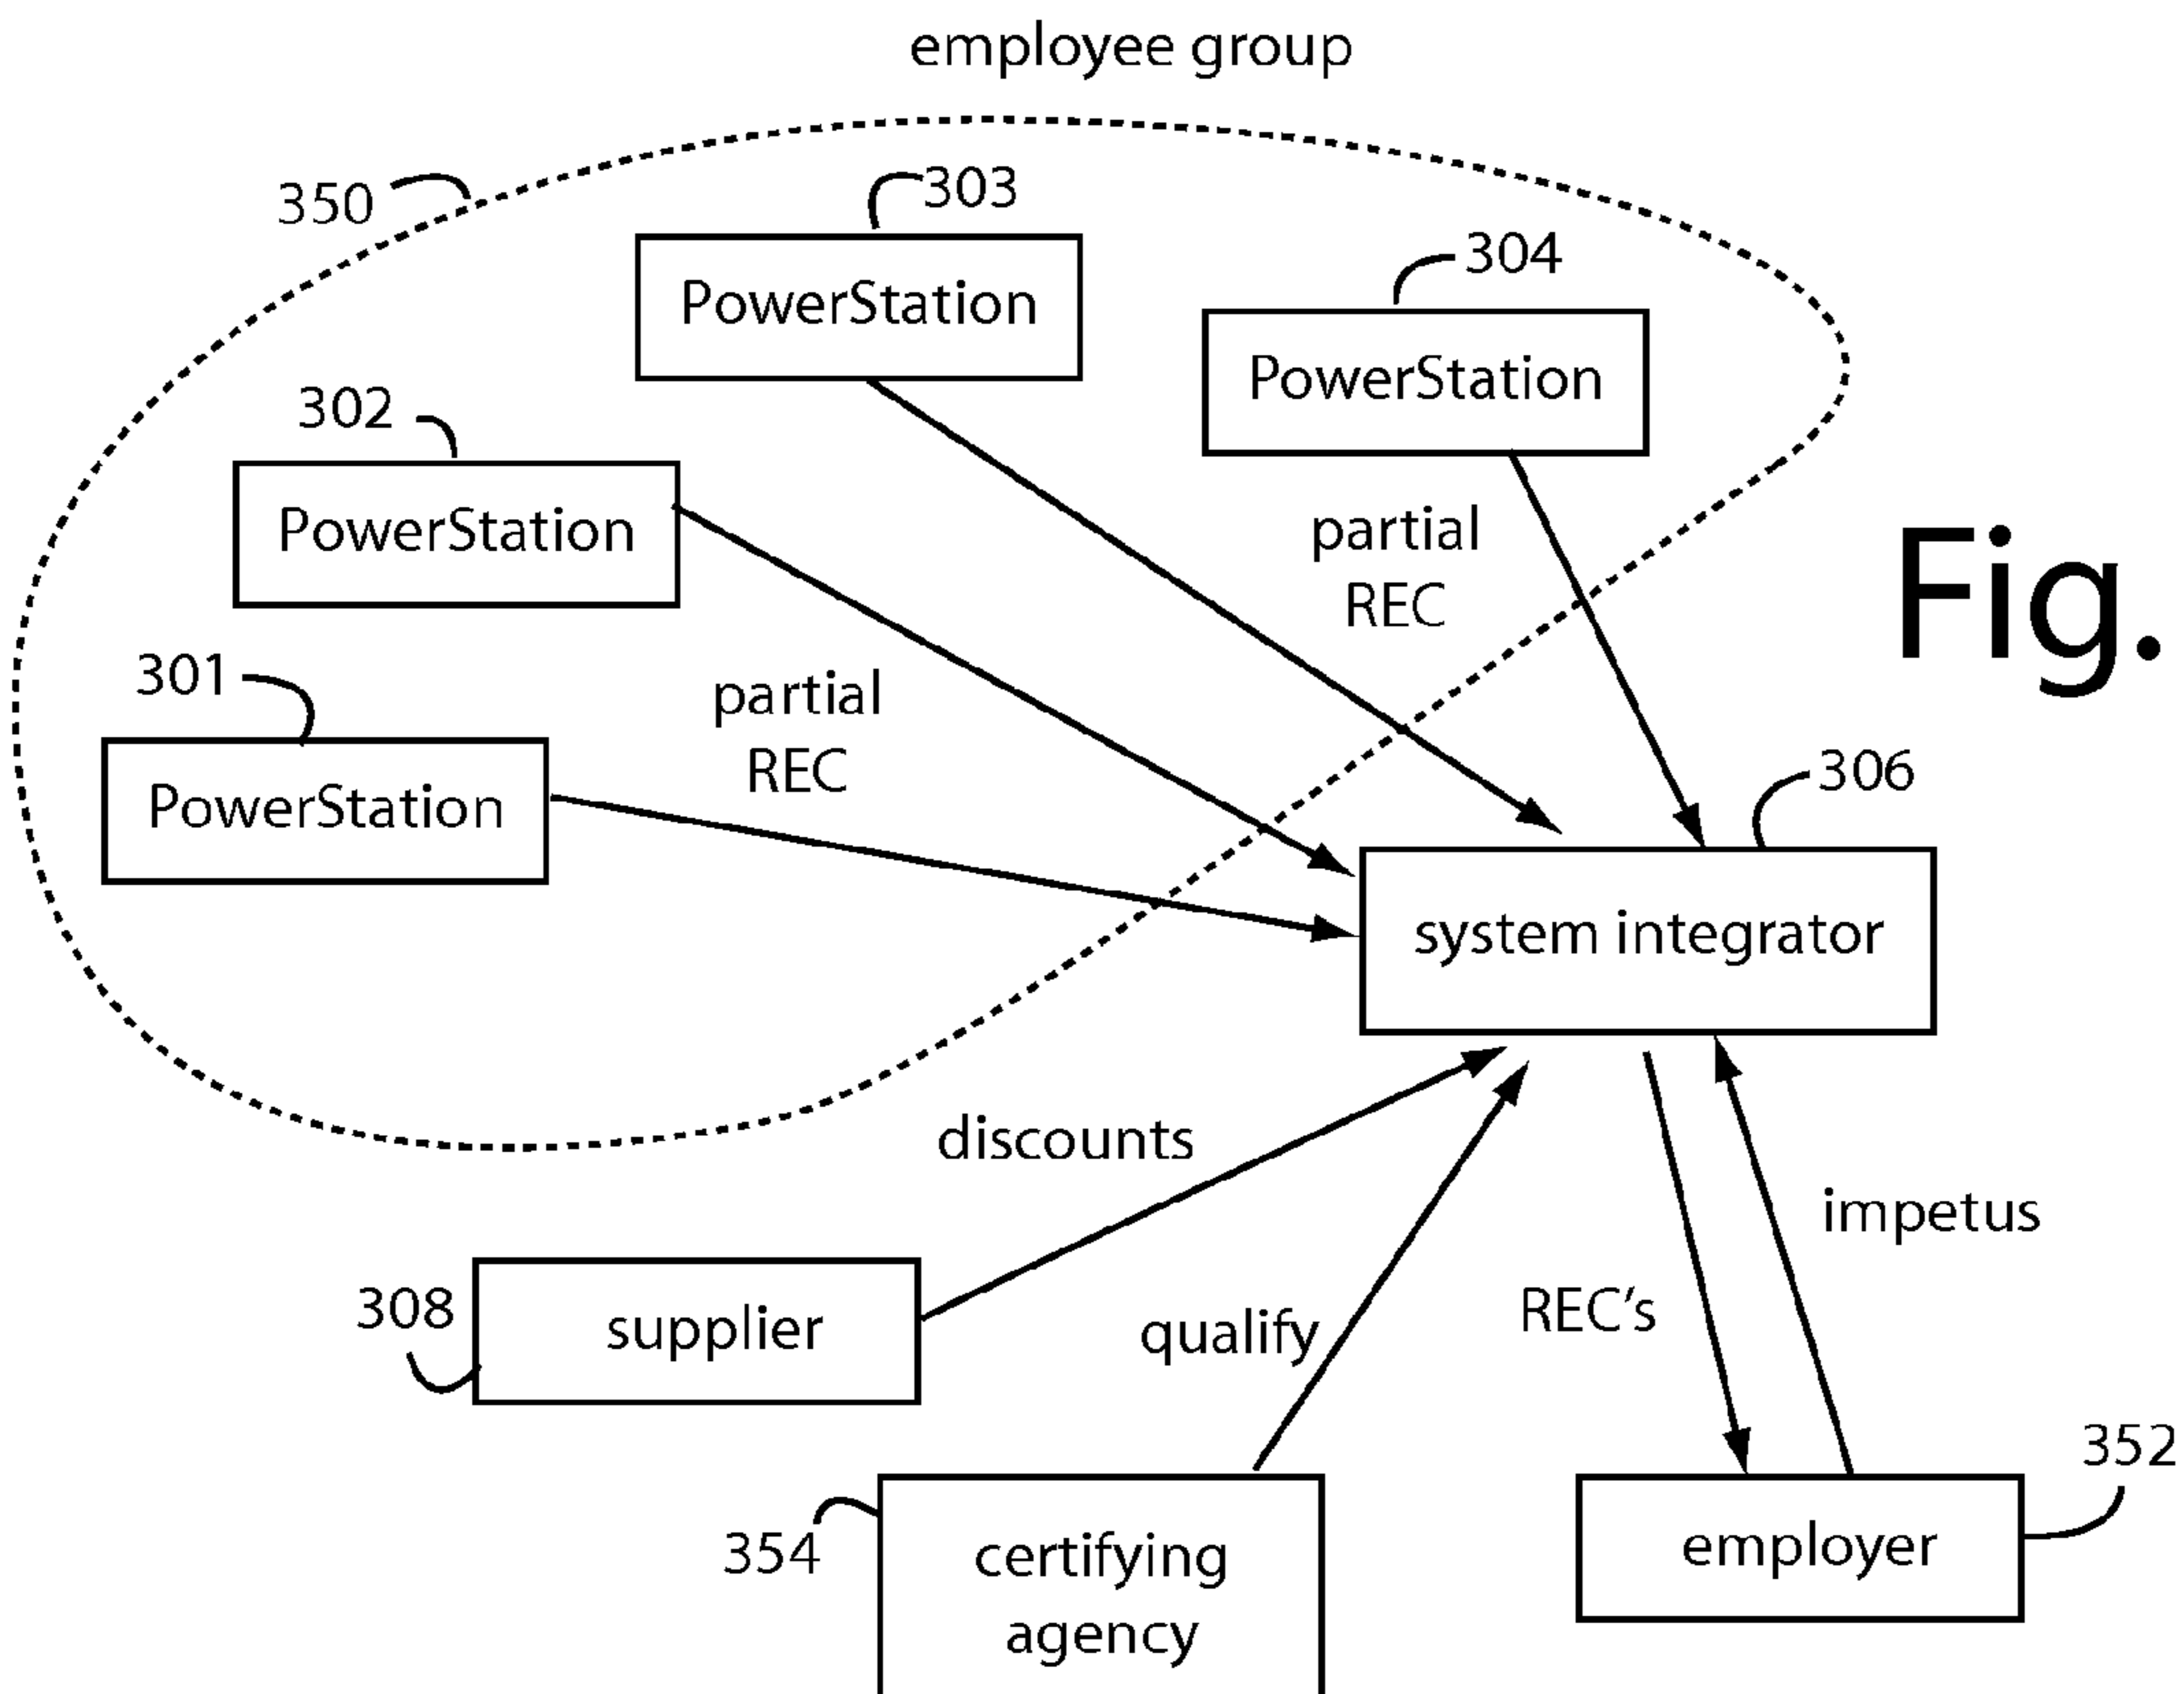 employee group
350
303
PowerStation
304
PowerStation
302
PowerStation
partial
REC
Fig.
301
PowerStation
partial
REC
306
system integrator
discounts
impetus
308
supplier
qualify
REC's
352
354
certifying
agency
employer